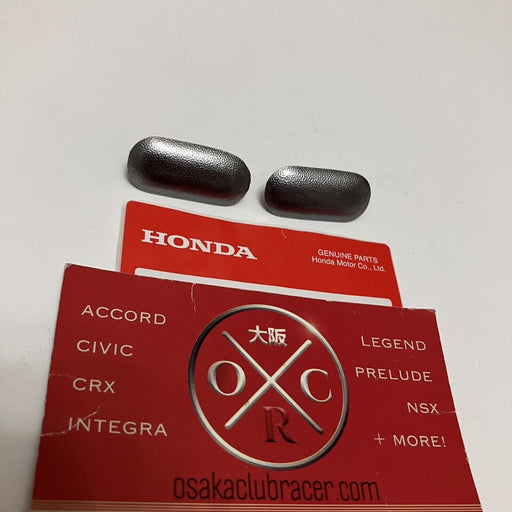 HONDA
GENUINE PARTS
Honda Motor Co., Ltd.
ACCORD
CIVIC
CRX
INTEGRA
大阪
O C
R
LEGEND
PRELUDE
NSX
+ MORE!
osakaclubracer.com